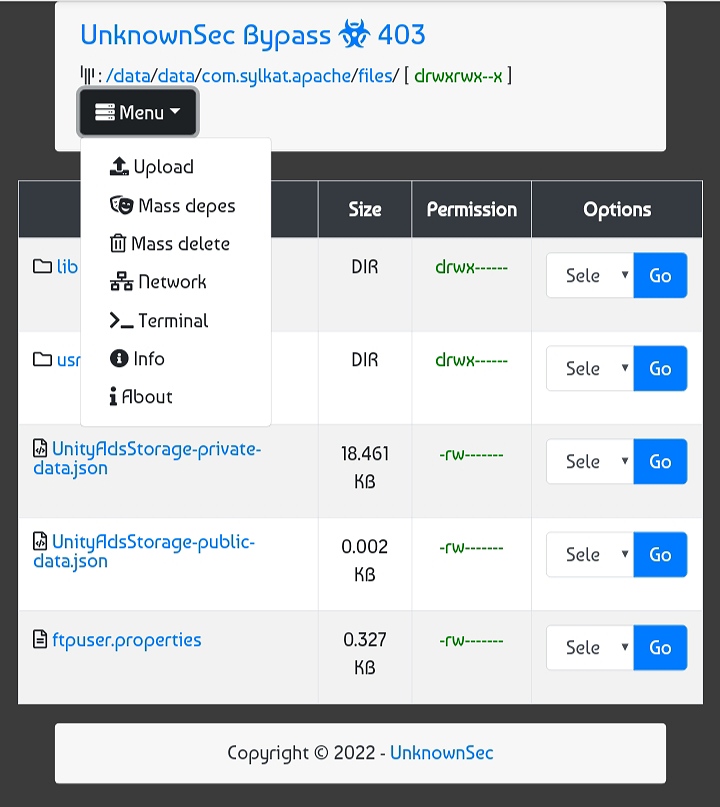 UnknownSec Bypass ☣ 403
: /data/data/com.sylkat.apache/files/ [ drwxrwx--x ]
Menu
Upload
Mass depes
Mass delete
Network
Terminal
Info
About
Size Permission Options
lib DIR drwx------ Sele Go
usr DIR drwx------ Sele Go
UnityAdsStorage-private-
data.json 18.461
KB -rw------- Sele Go
UnityAdsStorage-public-
data.json 0.002
KB -rw------- Sele Go
ftpuser.properties 0.327
KB -rw------- Sele Go
Copyright © 2022 - UnknownSec